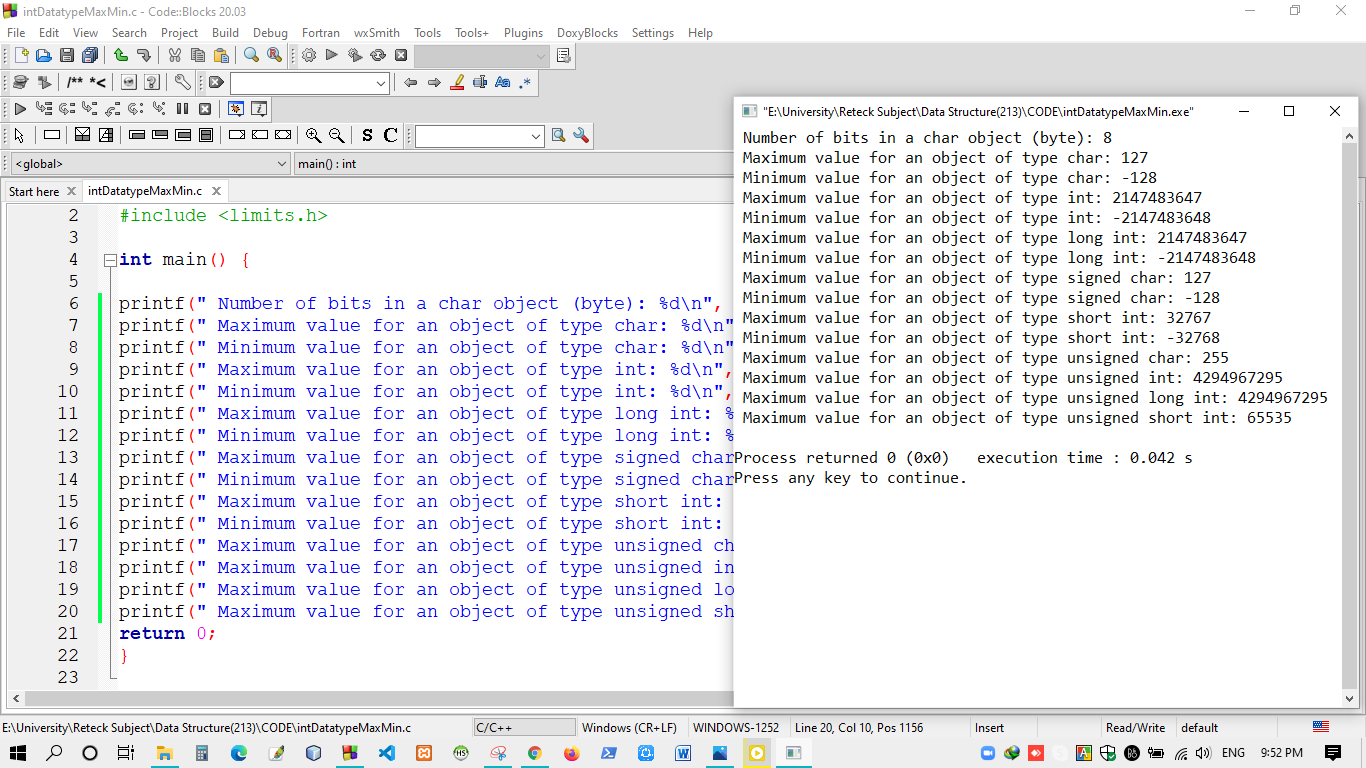 intDatatypeMaxMin.c - Code::Blocks 20.03
File Edit View Search Project Build Debug Fortran wxSmith Tools Tools+ Plugins DoxyBlocks Settings Help
/** *<
Aa .*
S C
<global>
main() : int
Start here
intDatatypeMaxMin.c
2 #include <limits.h>
3
4 int main() {
5
6 printf(" Number of bits in a char object (byte): %d\n",
7 printf(" Maximum value for an object of type char: %d\n"
8 printf(" Minimum value for an object of type char: %d\n"
9 printf(" Maximum value for an object of type int: %d\n",
10 printf(" Minimum value for an object of type int: %d\n",
11 printf(" Maximum value for an object of type long int: %
12 printf(" Minimum value for an object of type long int: %
13 printf(" Maximum value for an object of type signed char
14 printf(" Minimum value for an object of type signed char
15 printf(" Maximum value for an object of type short int:
16 printf(" Minimum value for an object of type short int:
17 printf(" Maximum value for an object of type unsigned ch
18 printf(" Maximum value for an object of type unsigned in
19 printf(" Maximum value for an object of type unsigned lo
20 printf(" Maximum value for an object of type unsigned sh
21 return 0;
22 }
23
"E:\University\Reteck Subject\Data Structure(213)\CODE\intDatatypeMaxMin.exe"
Number of bits in a char object (byte): 8
Maximum value for an object of type char: 127
Minimum value for an object of type char: -128
Maximum value for an object of type int: 2147483647
Minimum value for an object of type int: -2147483648
Maximum value for an object of type long int: 2147483647
Minimum value for an object of type long int: -2147483648
Maximum value for an object of type signed char: 127
Minimum value for an object of type signed char: -128
Maximum value for an object of type short int: 32767
Minimum value for an object of type short int: -32768
Maximum value for an object of type unsigned char: 255
Maximum value for an object of type unsigned int: 4294967295
Maximum value for an object of type unsigned long int: 4294967295
Maximum value for an object of type unsigned short int: 65535
Process returned 0 (0x0)   execution time : 0.042 s
Press any key to continue.
E:\University\Reteck Subject\Data Structure(213)\CODE\intDatatypeMaxMin.c
C/C++
Windows (CR+LF)
WINDOWS-1252
Line 20, Col 10, Pos 1156
Insert
Read/Write
default
ENG
9:52 PM